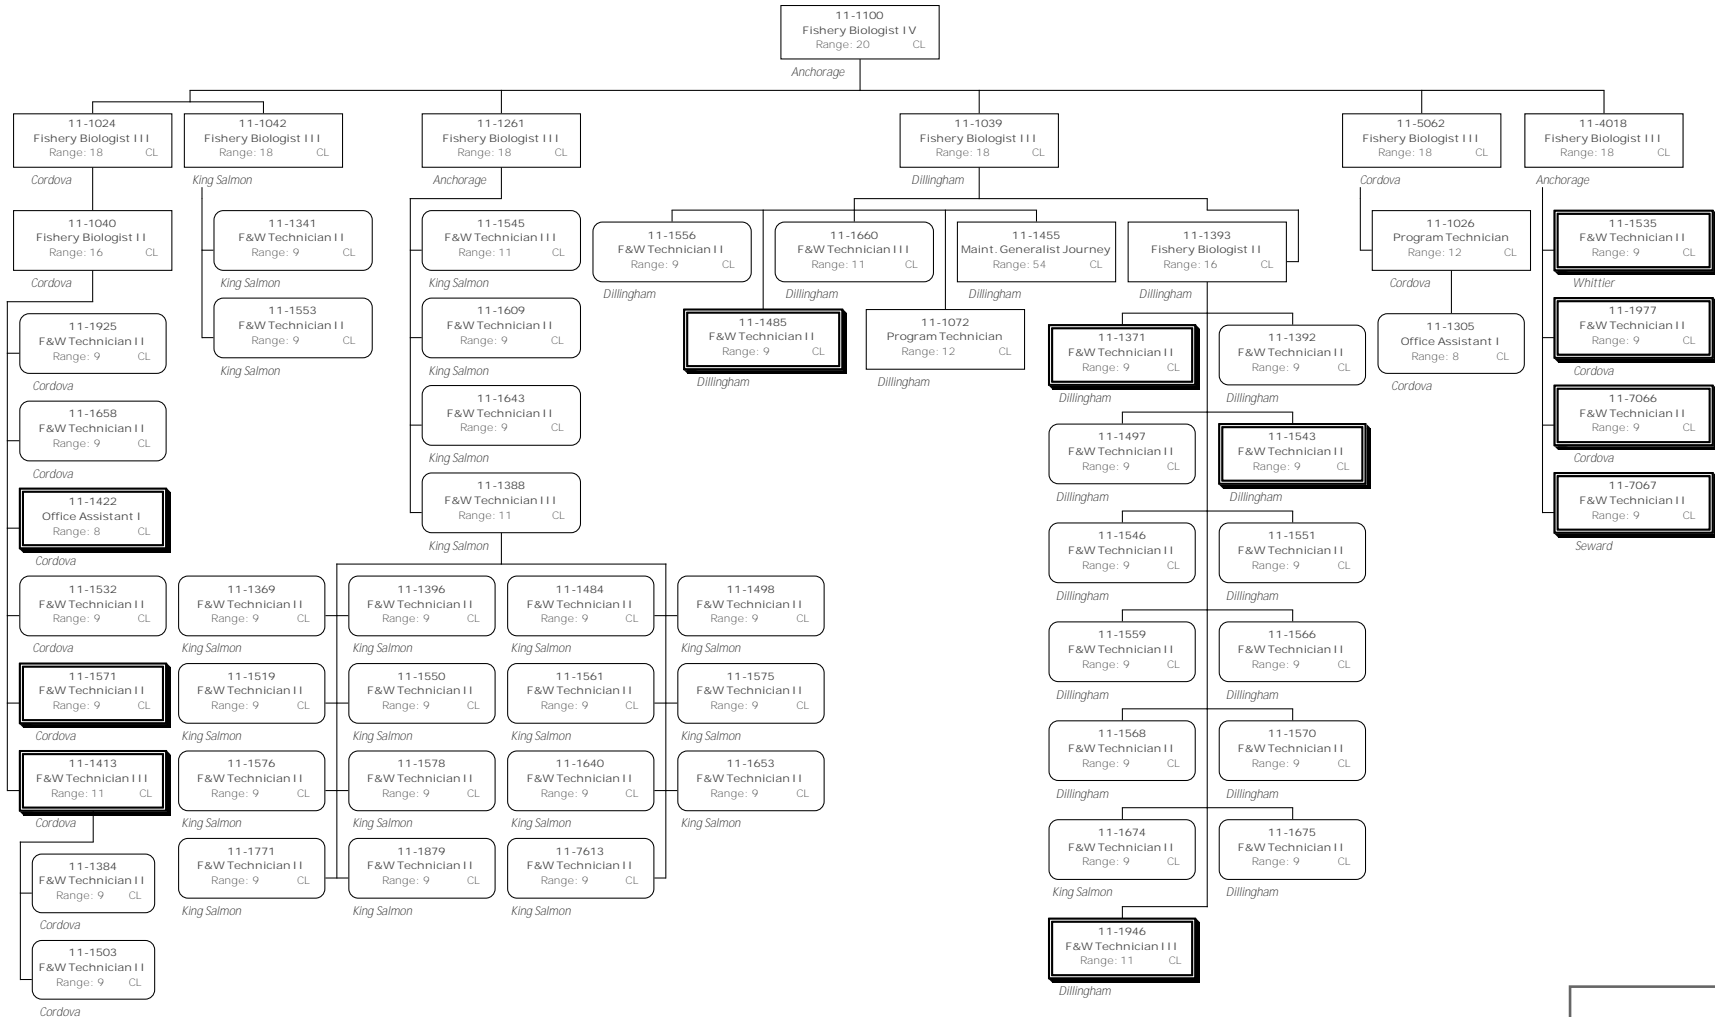 11-1100
Fishery Biologist IV
Range: 20 CL
Anchorage
11-1024
Fishery Biologist III
Range: 18 CL
Cordova
11-1042
Fishery Biologist III
Range: 18 CL
King Salmon
11-1261
Fishery Biologist III
Range: 18 CL
Anchorage
11-1039
Fishery Biologist III
Range: 18 CL
Dillingham
11-5062
Fishery Biologist III
Range: 18 CL
Cordova
11-4018
Fishery Biologist III
Range: 18 CL
Anchorage
11-1040
Fishery Biologist II
Range: 16 CL
Cordova
11-1925
F&W Technician II
Range: 9 CL
Cordova
11-1658
F&W Technician II
Range: 9 CL
Cordova
11-1422
Office Assistant I
Range: 8 CL
Cordova
11-1532
F&W Technician II
Range: 9 CL
Cordova
11-1571
F&W Technician II
Range: 9 CL
Cordova
11-1413
F&W Technician III
Range: 11 CL
Cordova
11-1384
F&W Technician II
Range: 9 CL
Cordova
11-1503
F&W Technician II
Range: 9 CL
Cordova
11-1341
F&W Technician II
Range: 9 CL
King Salmon
11-1553
F&W Technician II
Range: 9 CL
King Salmon
11-1545
F&W Technician III
Range: 11 CL
King Salmon
11-1609
F&W Technician II
Range: 9 CL
King Salmon
11-1643
F&W Technician II
Range: 9 CL
King Salmon
11-1388
F&W Technician III
Range: 11 CL
King Salmon
11-1369
F&W Technician II
Range: 9 CL
King Salmon
11-1396
F&W Technician II
Range: 9 CL
King Salmon
11-1484
F&W Technician II
Range: 9 CL
King Salmon
11-1498
F&W Technician II
Range: 9 CL
King Salmon
11-1519
F&W Technician II
Range: 9 CL
King Salmon
11-1550
F&W Technician II
Range: 9 CL
King Salmon
11-1561
F&W Technician II
Range: 9 CL
King Salmon
11-1575
F&W Technician II
Range: 9 CL
King Salmon
11-1576
F&W Technician II
Range: 9 CL
King Salmon
11-1578
F&W Technician II
Range: 9 CL
King Salmon
11-1640
F&W Technician II
Range: 9 CL
King Salmon
11-1653
F&W Technician II
Range: 9 CL
King Salmon
11-1771
F&W Technician II
Range: 9 CL
King Salmon
11-1879
F&W Technician II
Range: 9 CL
King Salmon
11-7613
F&W Technician II
Range: 9 CL
King Salmon
11-1556
F&W Technician II
Range: 9 CL
Dillingham
11-1660
F&W Technician III
Range: 11 CL
Dillingham
11-1455
Maint. Generalist Journey
Range: 54 CL
Dillingham
11-1393
Fishery Biologist II
Range: 16 CL
Dillingham
11-1485
F&W Technician II
Range: 9 CL
Dillingham
11-1072
Program Technician
Range: 12 CL
Dillingham
11-1371
F&W Technician II
Range: 9 CL
Dillingham
11-1392
F&W Technician II
Range: 9 CL
Dillingham
11-1497
F&W Technician II
Range: 9 CL
Dillingham
11-1543
F&W Technician II
Range: 9 CL
Dillingham
11-1546
F&W Technician II
Range: 9 CL
Dillingham
11-1551
F&W Technician II
Range: 9 CL
Dillingham
11-1559
F&W Technician II
Range: 9 CL
Dillingham
11-1566
F&W Technician II
Range: 9 CL
Dillingham
11-1568
F&W Technician II
Range: 9 CL
Dillingham
11-1570
F&W Technician II
Range: 9 CL
Dillingham
11-1674
F&W Technician II
Range: 9 CL
King Salmon
11-1675
F&W Technician II
Range: 9 CL
Dillingham
11-1946
F&W Technician III
Range: 11 CL
Dillingham
11-1026
Program Technician
Range: 12 CL
Cordova
11-1305
Office Assistant I
Range: 8 CL
Cordova
11-1535
F&W Technician II
Range: 9 CL
Whittier
11-1977
F&W Technician II
Range: 9 CL
Cordova
11-7066
F&W Technician II
Range: 9 CL
Cordova
11-7067
F&W Technician II
Range: 9 CL
Seward